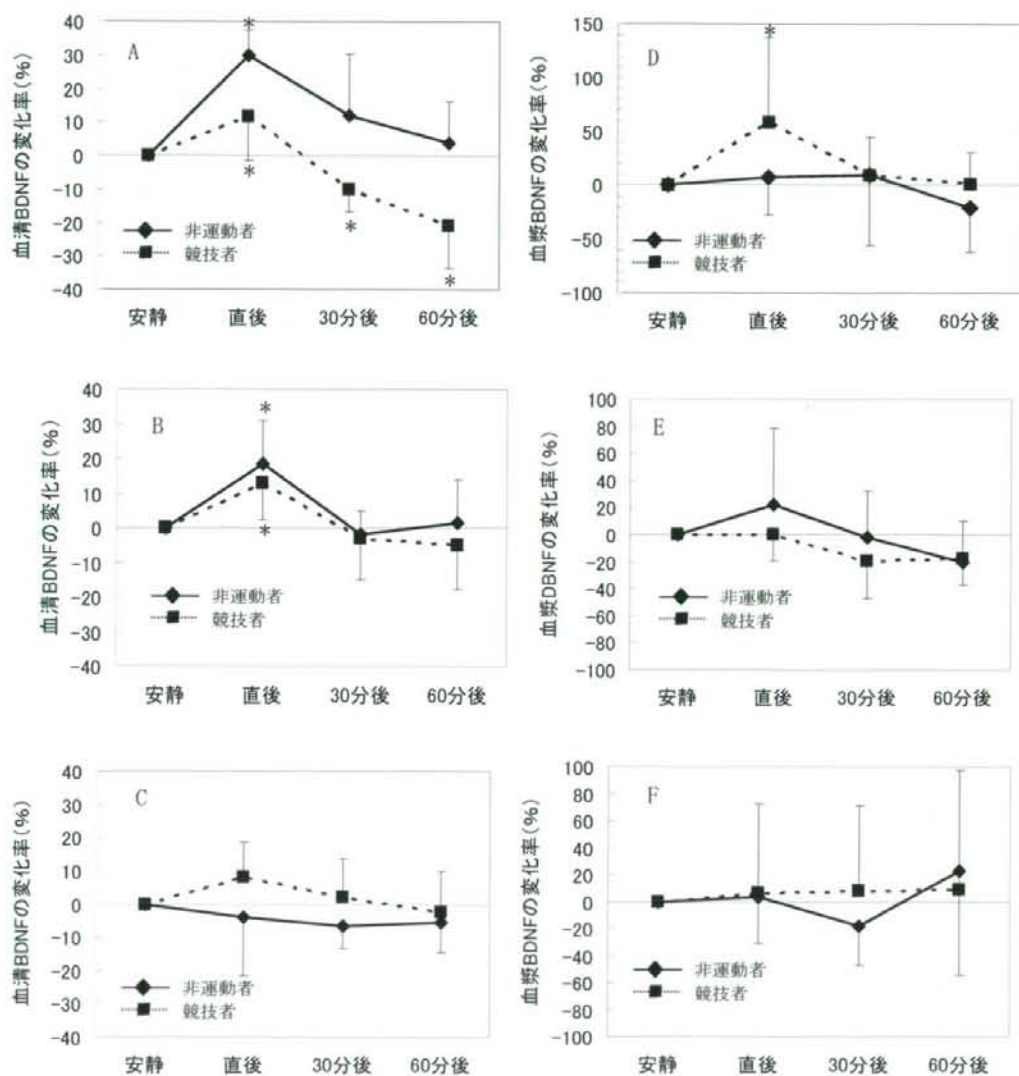 血清BDNFの変化率(%)
40
30
20
10
0
-10
-20
-30
-40
A
*
*
*
*
非運動者
競技者
安静 直後 30分後 60分後
血漿BDNFの変化率(%)
150
100
50
0
-50
-100
D
*
非運動者
競技者
安静 直後 30分後 60分後
血清BDNFの変化率(%)
40
30
20
10
0
-10
-20
-30
-40
B
*
*
非運動者
競技者
安静 直後 30分後 60分後
血漿DBNFの変化率(%)
100
80
60
40
20
0
-20
-40
-60
-80
-100
E
非運動者
競技者
安静 直後 30分後 60分後
血清BDNFの変化率(%)
40
30
20
10
0
-10
-20
-30
-40
C
非運動者
競技者
安静 直後 30分後 60分後
血漿BDNFの変化率(%)
100
80
60
40
20
0
-20
-40
-60
-80
-100
F
非運動者
競技者
安静 直後 30分後 60分後